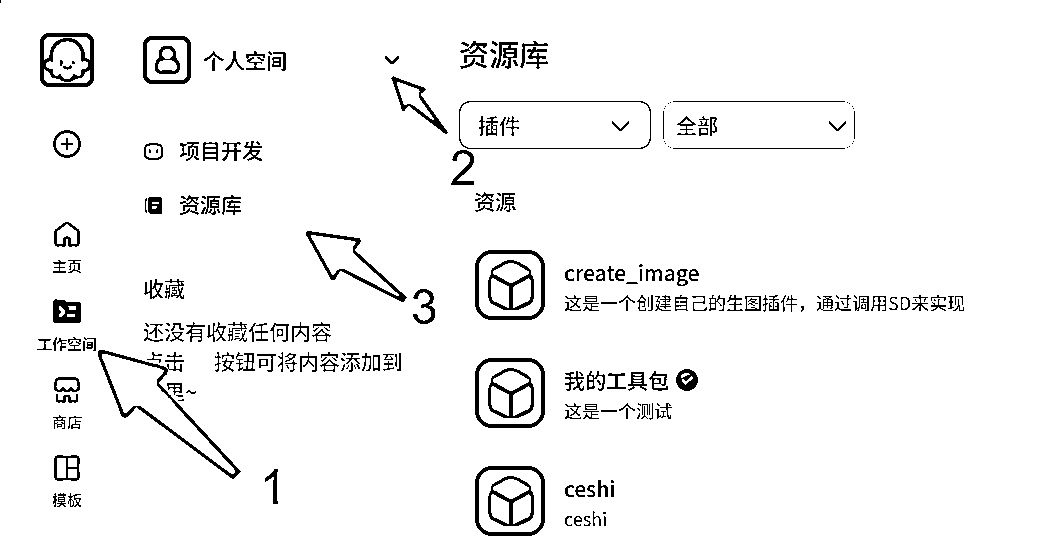 个人空间
项目开发
资源库
收藏
还没有收藏任何内容
点击 按钮可将内容添加到
里~
主页
工作空间
商店
模板
1
2
3
资源库
插件
全部
资源
create_image
这是一个创建自己的生图插件，通过调用SD来实现
我的工具包
这是一个测试
ceshi
ceshi